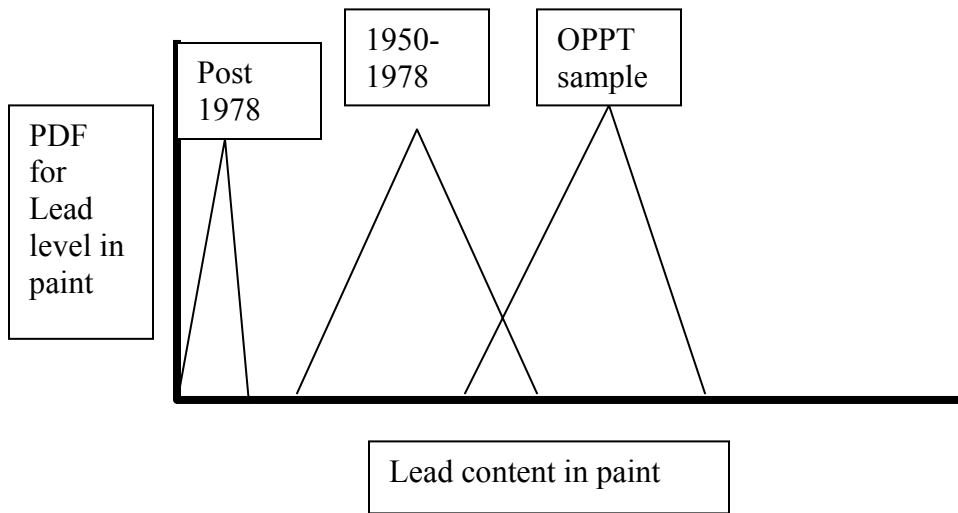 Post
1978
1950-
1978
OPPT
sample
PDF
for
Lead
level in
paint
Lead content in paint